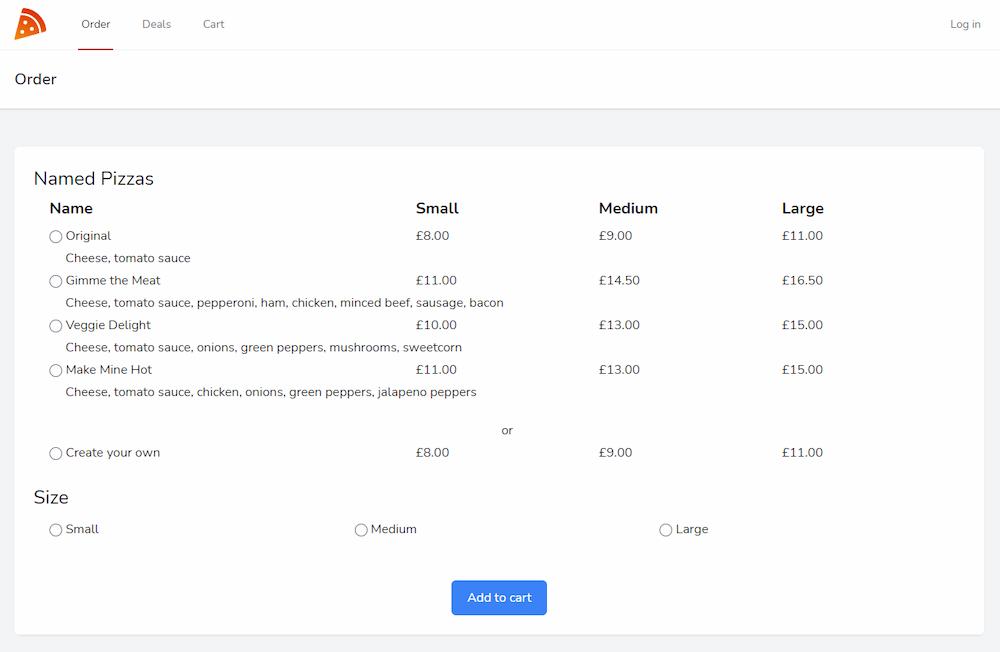 Order Deals Cart Log in
Order
Named Pizzas
Name Small Medium Large
Original £8.00 £9.00 £11.00
Cheese, tomato sauce
Gimme the Meat £11.00 £14.50 £16.50
Cheese, tomato sauce, pepperoni, ham, chicken, minced beef, sausage, bacon
Veggie Delight £10.00 £13.00 £15.00
Cheese, tomato sauce, onions, green peppers, mushrooms, sweetcorn
Make Mine Hot £11.00 £13.00 £15.00
Cheese, tomato sauce, chicken, onions, green peppers, jalapeno peppers
or
Create your own £8.00 £9.00 £11.00
Size
Small Medium Large
Add to cart